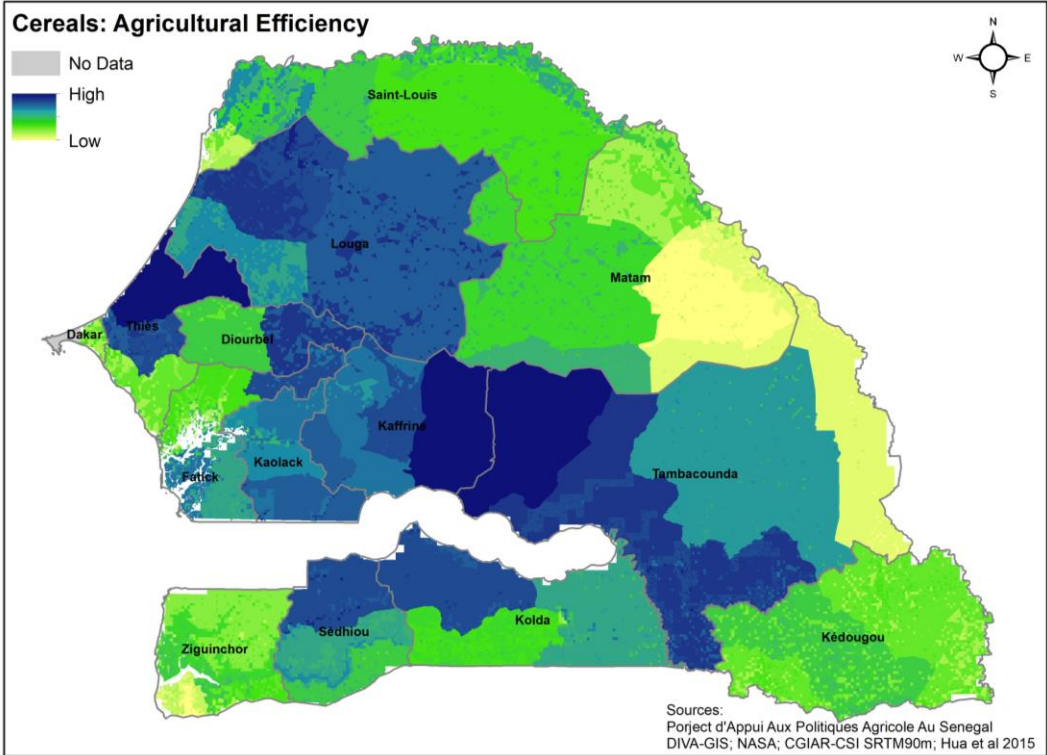 Cereals: Agricultural Efficiency
No Data
High
Low
N
W
E
S
Saint-Louis
Louga
Matam
Dakar
Thiès
Diourbel
Kaffrine
Fatick
Kaolack
Tambacounda
Ziguinchor
Sédhiou
Kolda
Kédougou
Sources:
Porject d'Appui Aux Politiques Agricole Au Senegal
DIVA-GIS; NASA; CGIAR-CSI SRTM90m; Hua et al 2015